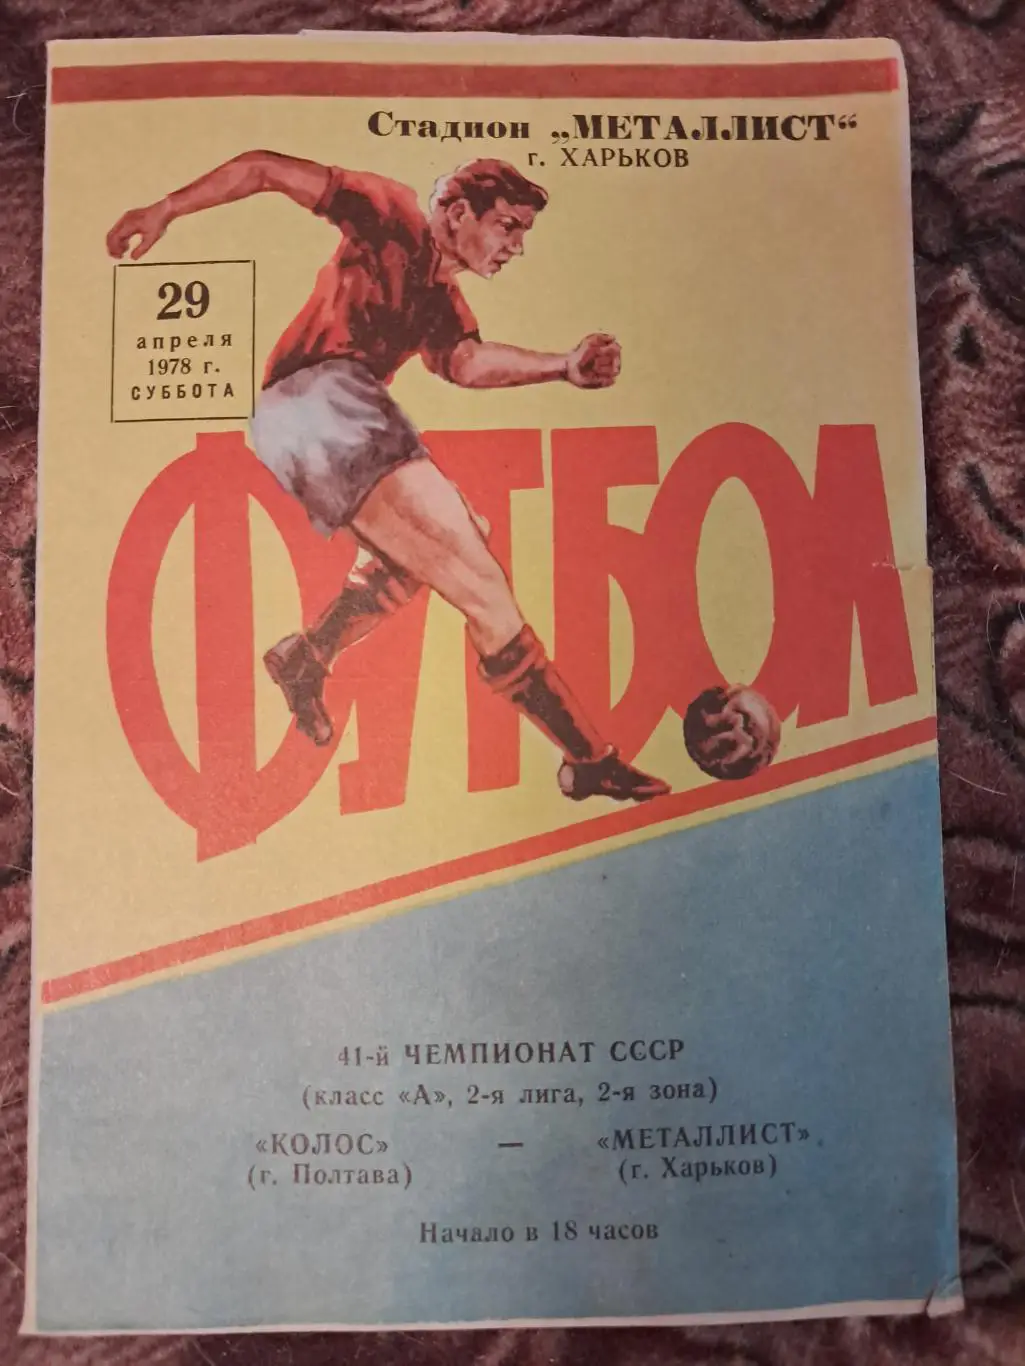 Стадион „МЕТАЛЛИСТ“
г. ХАРЬКОВ
29
апреля
1978 г.
СУББОТА
ФУТБОЛ
41-й ЧЕМПИОНАТ СССР
(класс «А», 2-я лига, 2-я зона)
«КОЛОС» — «МЕТАЛЛИСТ»
(г. Полтава) (г. Харьков)
Начало в 18 часов